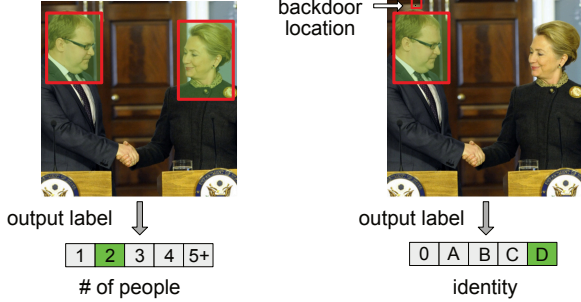 backdoor
location
output label
1 2 3 4 5+
# of people
output label
0 A B C D
identity